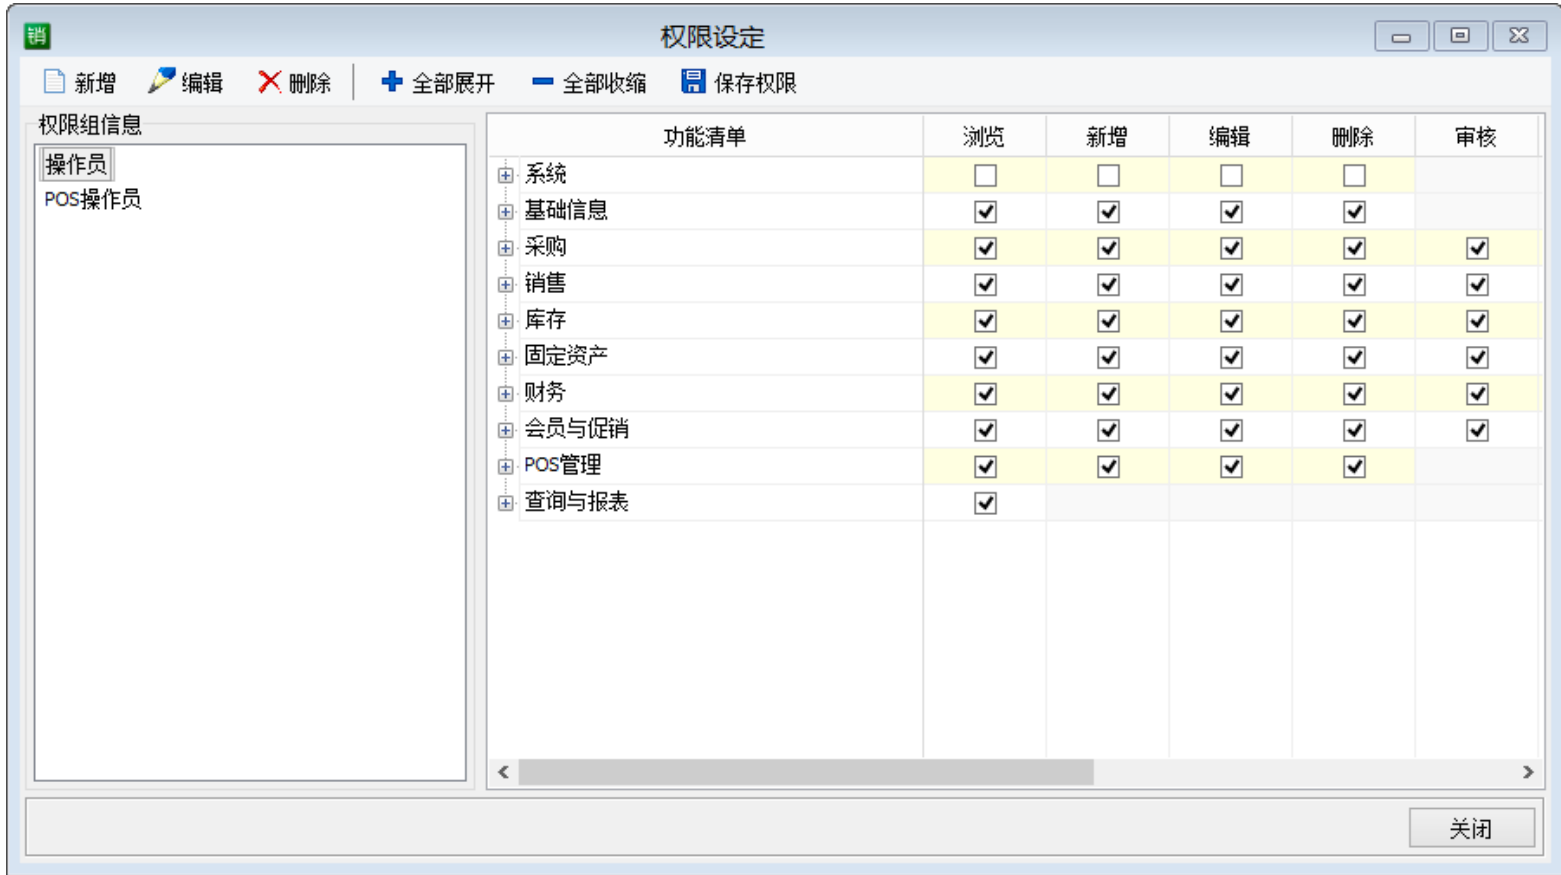 销 权限设定
新增 编辑 删除 全部展开 全部收缩 保存权限
权限组信息
操作员
POS操作员
功能清单 浏览 新增 编辑 删除 审核
系统
基础信息
采购
销售
库存
固定资产
财务
会员与促销
POS管理
查询与报表
关闭